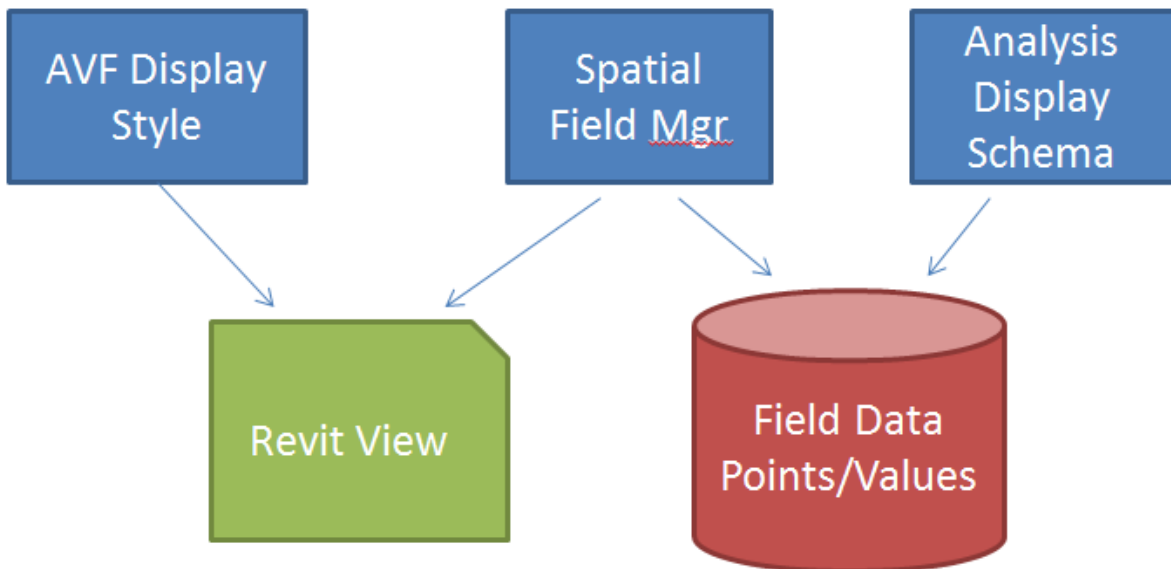 AVF Display
Style
Spatial
Field Mgr
Analysis
Display
Schema
Revit View
Field Data
Points/Values